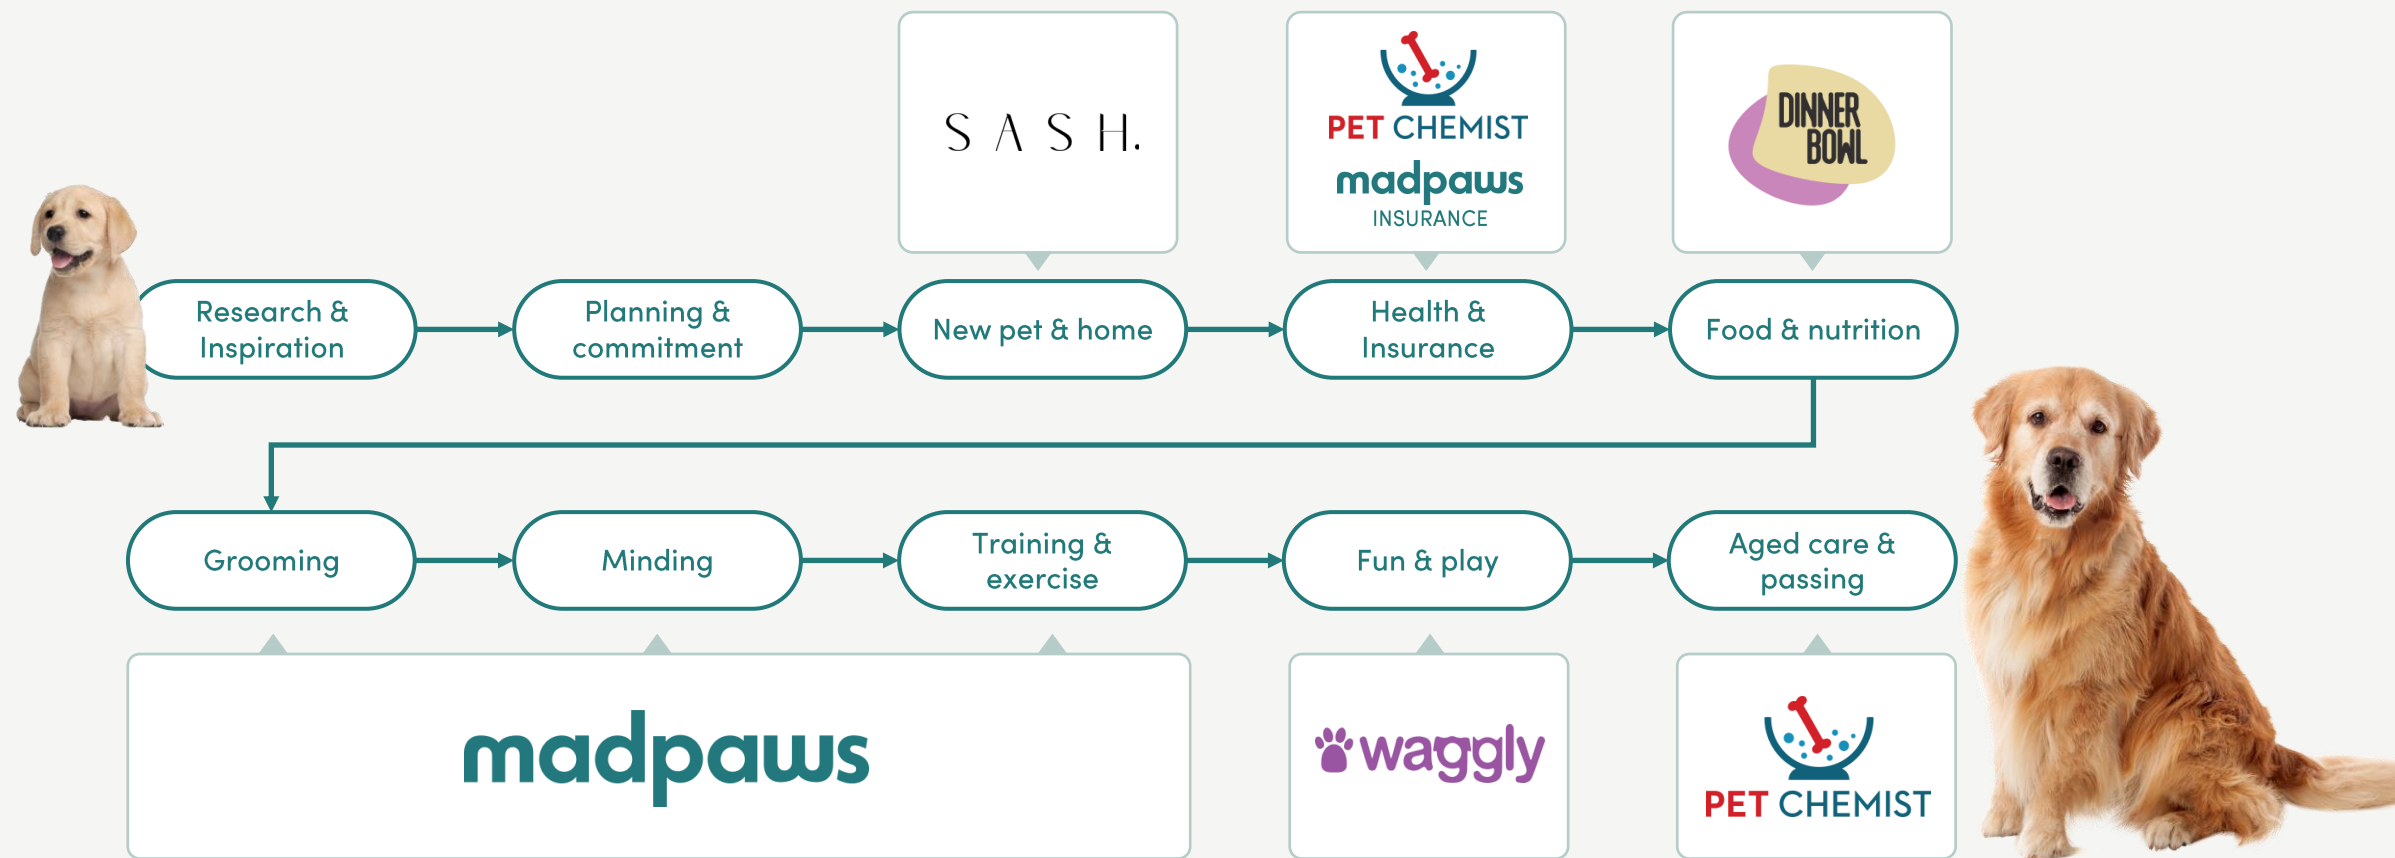 S A S H.
PET CHEMIST
madpaws
INSURANCE
DINNER
BOWL
Research &
Inspiration
Planning &
commitment
New pet & home
Health &
Insurance
Food & nutrition
Grooming
Minding
Training &
exercise
Fun & play
Aged care &
passing
madpaws
waggly
PET CHEMIST